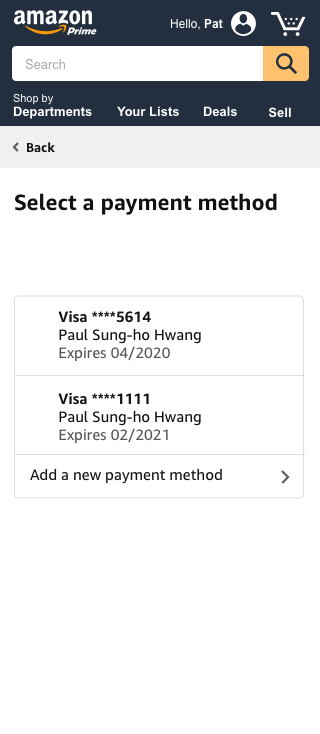 amazon
Prime
Hello, Pat
Search
Shop by
Departments
Your Lists
Deals
Sell
Back
Select a payment method
Visa ****5614
Paul Sung-ho Hwang
Expires 04/2020
Visa ****1111
Paul Sung-ho Hwang
Expires 02/2021
Add a new payment method